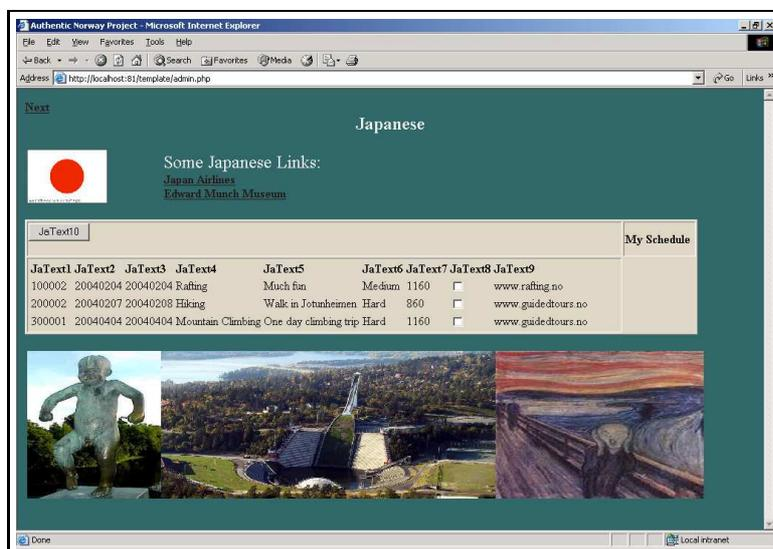 Authentic Norway Project - Microsoft Internet Explorer
File Edit View Favorites Tools Help
Back Search Favorites Media
Address http://localhost:81/template/admin.php Go Links »
Next
Japanese
Some Japanese Links:
Japan Airlines
Edward Munch Museum
JaText10
My Schedule
JaText1 JaText2 JaText3 JaText4 JaText5 JaText6 JaText7 JaText8 JaText9
100002 20040204 20040204 Rafting Much fun Medium 1160 www.rafting.no
200002 20040207 20040208 Hiking Walk in Jotunheimen Hard 860 www.guidedtours.no
300001 20040404 20040404 Mountain Climbing One day climbing trip Hard 1160 www.guidedtours.no
Done Local intranet